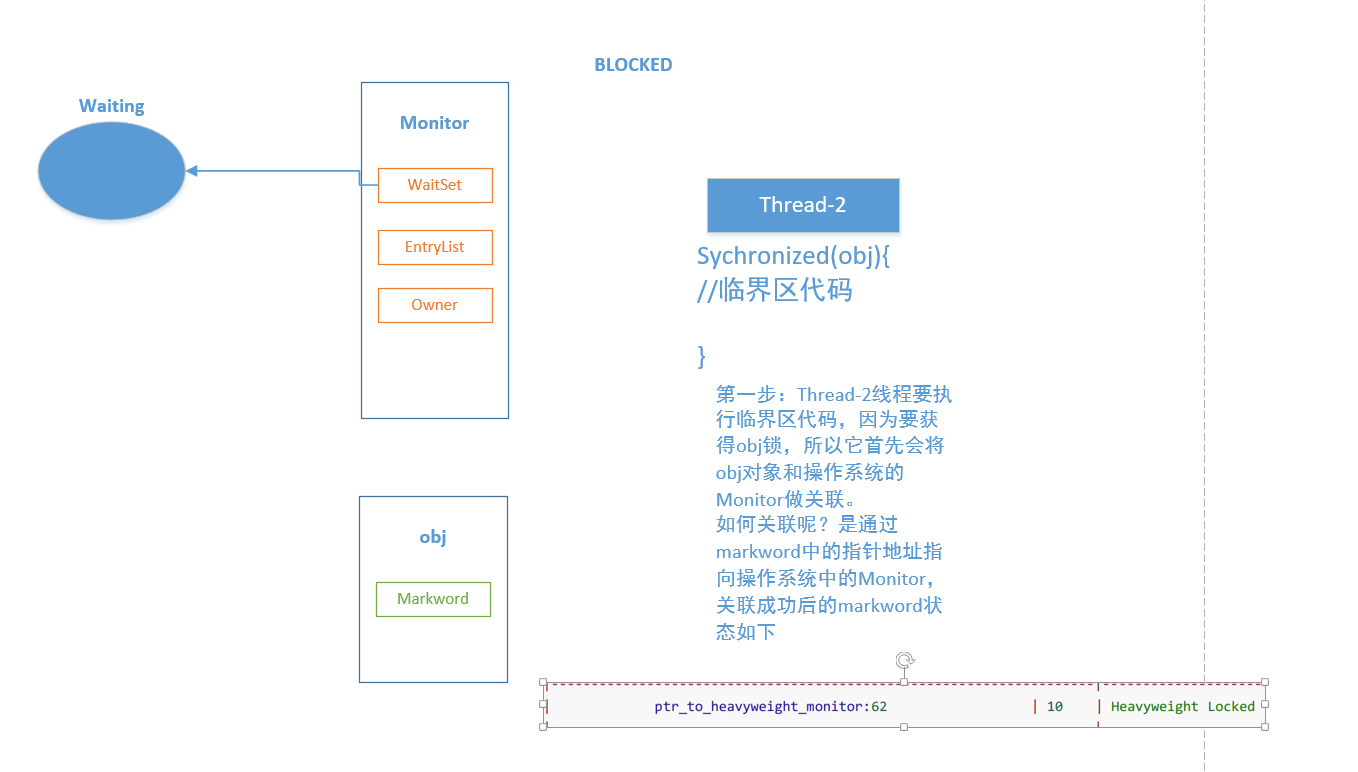 BLOCKED
Waiting
Monitor
WaitSet
EntryList
Owner
Thread-2
Sychronized(obj){
//临界区代码
}
第一步：Thread-2线程要执
行临界区代码，因为要获
得obj锁，所以它首先会将
obj对象和操作系统的
Monitor做关联。
如何关联呢？是通过
markword中的指针地址指
向操作系统中的Monitor，
关联成功后的markword状
态如下
obj
Markword
ptr_to_heavyweight_monitor:62 | 10 | Heavyweight Locked